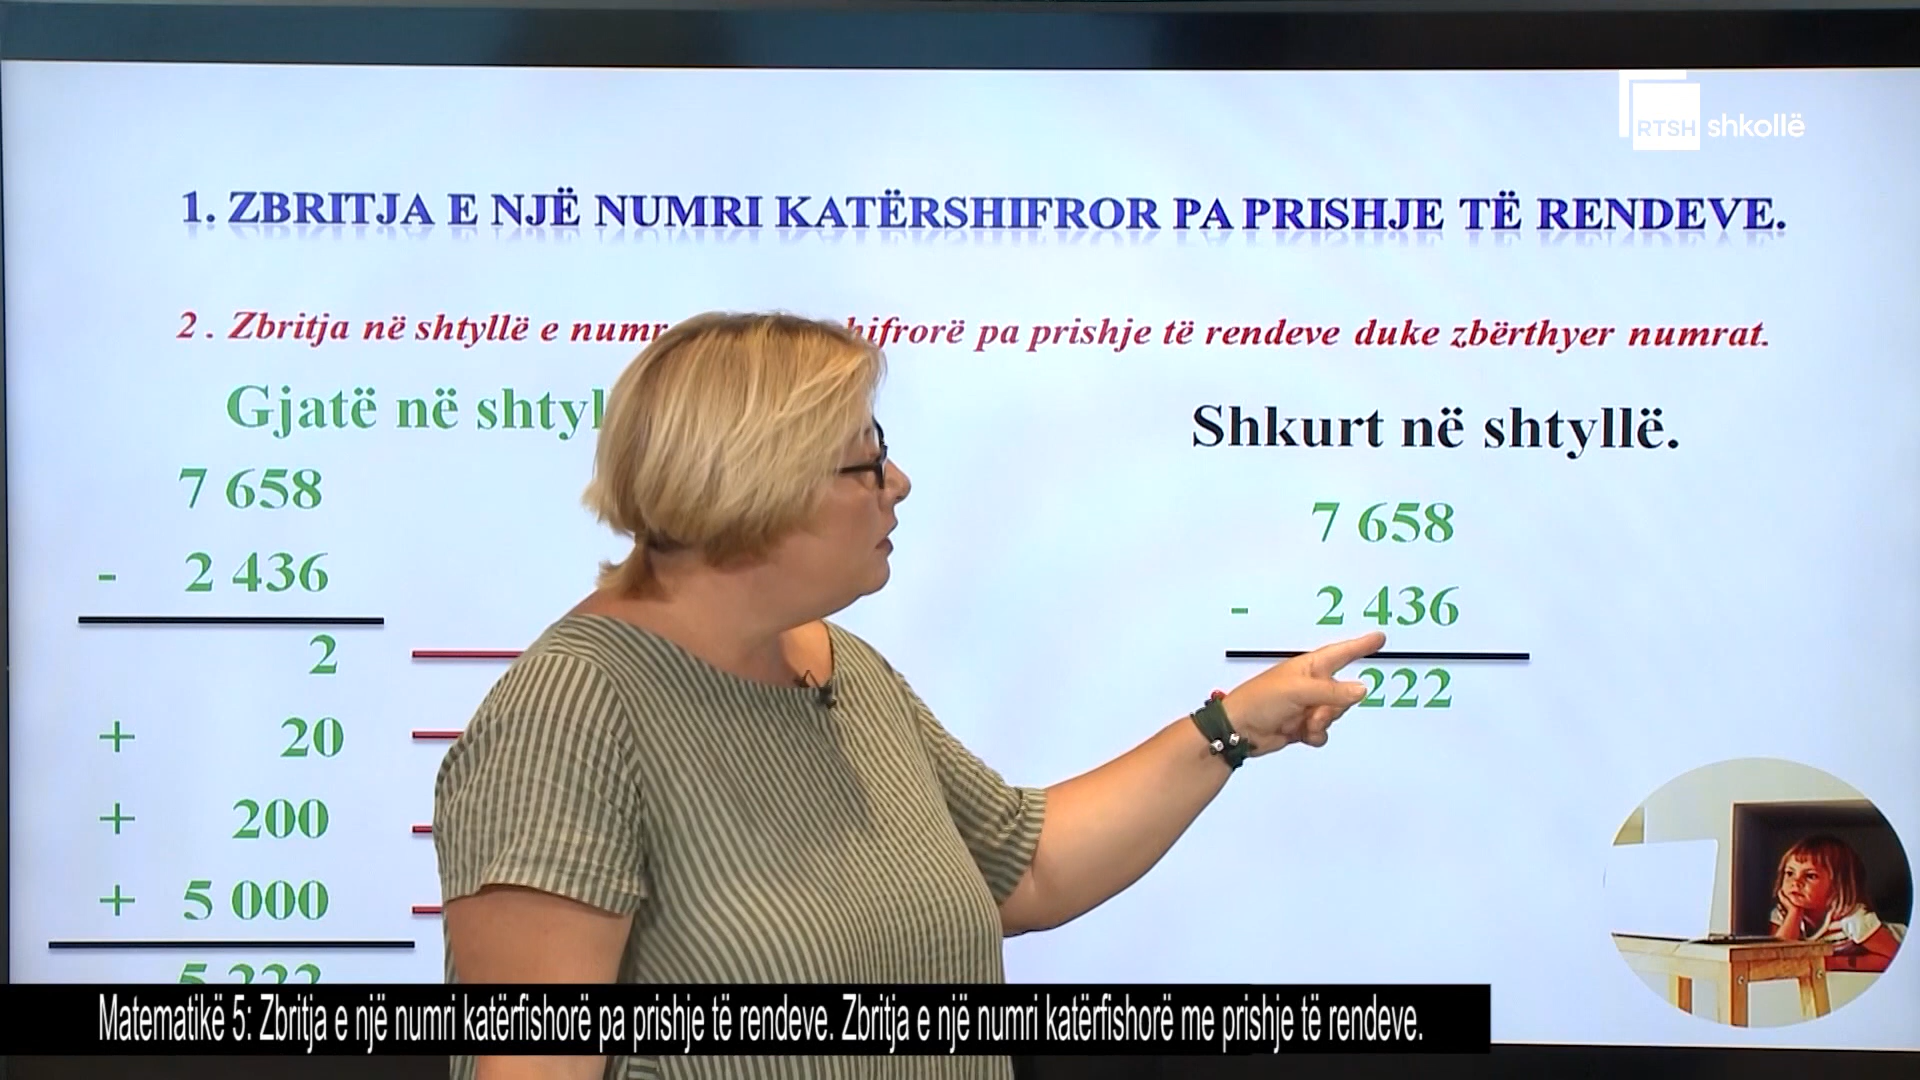 RTSH shkollë
1. ZBRITJA E NJË NUMRI KATËRSHIFROR PA PRISHJE TË RENDEVE.
2 . Zbritja në shtyllë e pa prishje të rendeve duke zbërthyer numrat.
Gjatë në
7 658
- 2 436
2
+ 20
+ 200
+ 5 000
5 222
Shkurt në shtyllë.
7 658
- 2 436
222
Matematikë 5: Zbritja e një numri katërfishorë pa prishje të rendeve. Zbritja e një numri katërfishorë me prishje të rendeve.